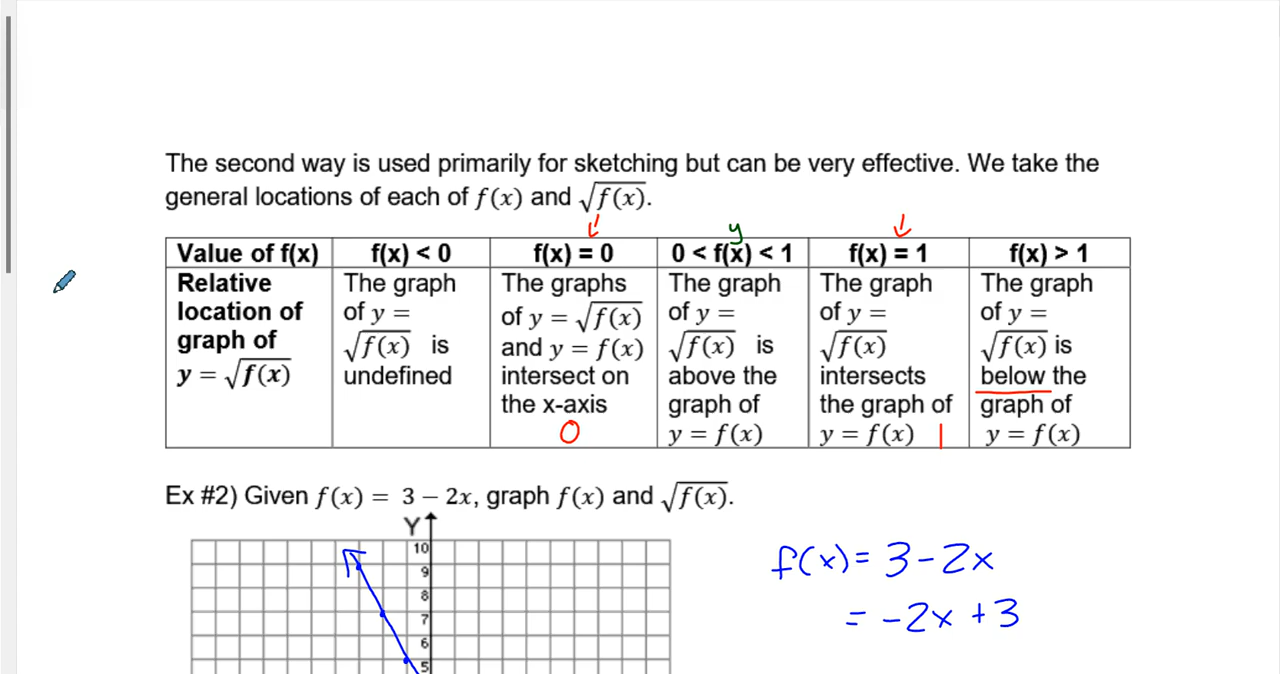 The second way is used primarily for sketching but can be very effective. We take the
general locations of each of f(x) and √f(x).
y
Value of f(x) | f(x) < 0 | f(x) = 0 | 0 < f(x) < 1 | f(x) = 1 | f(x) > 1
Relative | The graph | The graphs | The graph | The graph | The graph
location of | of y = | of y = √f(x) | of y = | of y = | of y =
graph of | √f(x) is | and y = f(x) | √f(x) is | √f(x) | √f(x) is
y = √f(x) | undefined | intersect on | above the | intersects | below the
the x-axis | graph of | the graph of | graph of
0 | y = f(x) | y = f(x) 1 | y = f(x)
Ex #2) Given f(x) = 3 − 2x, graph f(x) and √f(x).
Y
10
9
8
7
6
5
f(x) = 3 - 2x
= -2x + 3